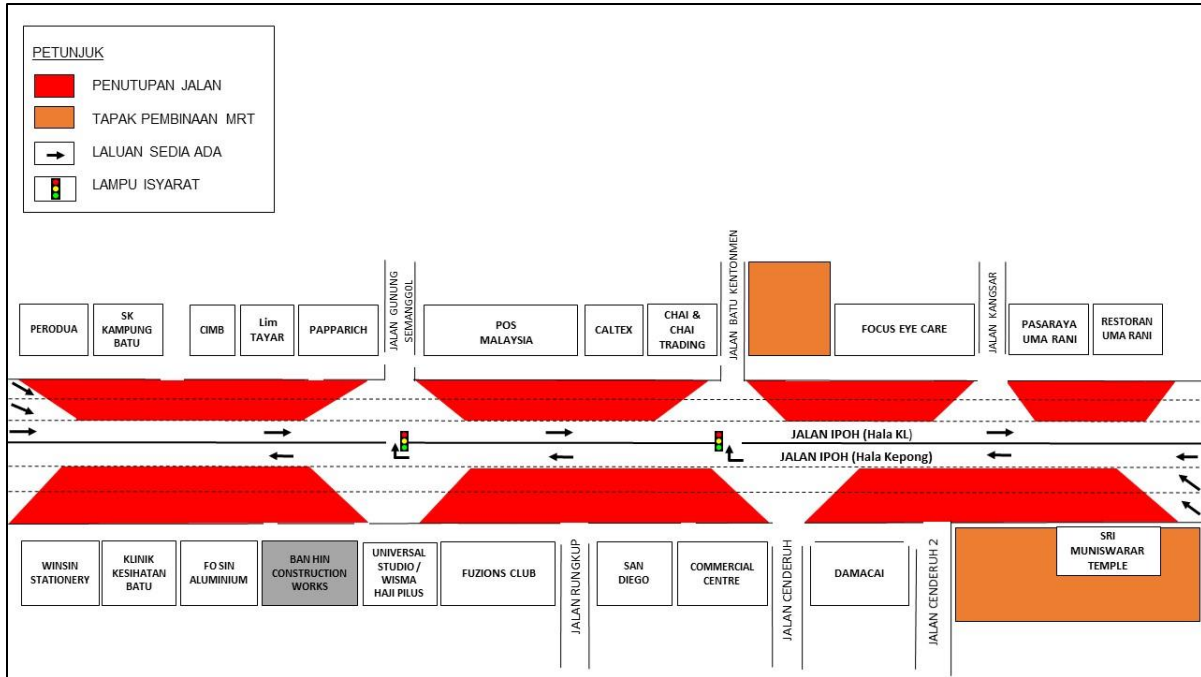 PETUNJUK
PENUTUPAN JALAN
TAPAK PEMBINAAN MRT
LALUAN SEDIA ADA
LAMPU ISYARAT
PERODUA
SK
KAMPUNG
BATU
CIMB
Lim
TAYAR
PAPPARICH
JALAN GUNUNG
SEMANGGOL
POS
MALAYSIA
CALTEX
CHAI &
CHAI
TRADING
JALAN BATU KENTONMEN
FOCUS EYE CARE
JALAN KANGSAR
PASARAYA
UMA RANI
RESTORAN
UMA RANI
JALAN IPOH (Hala KL)
JALAN IPOH (Hala Kepong)
WINSIN
STATIONERY
KLINIK
KESIHATAN
BATU
FO SIN
ALUMINIUM
BAN HIN
CONSTRUCTION
WORKS
UNIVERSAL
STUDIO /
WISMA
HAJI PILUS
FUZIONS CLUB
JALAN RUNGKUP
SAN
DIEGO
COMMERCIAL
CENTRE
JALAN CENDERUH
DAMACAI
JALAN CENDERUH 2
SRI
MUNISWARAR
TEMPLE